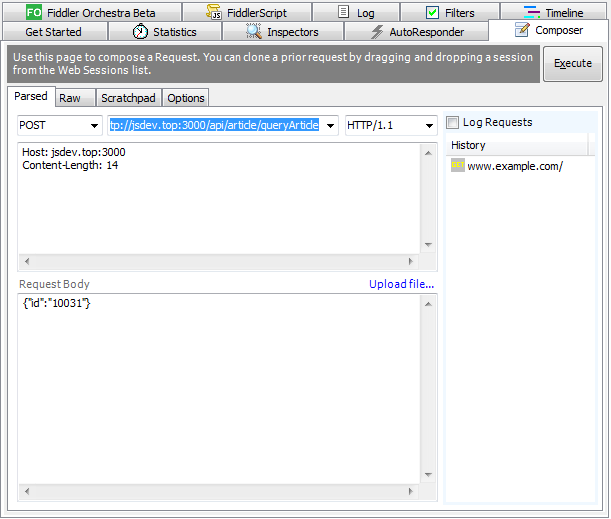 FO Fiddler Orchestra Beta JS FiddlerScript Log Filters Timeline
Get Started Statistics Inspectors AutoResponder Composer
Use this page to compose a Request. You can clone a prior request by dragging and dropping a session
from the Web Sessions list.
Execute
Parsed Raw Scratchpad Options
POST tp://jsdev.top:3000/api/article/queryArticle HTTP/1.1
Log Requests
History
www.example.com/
Host: jsdev.top:3000
Content-Length: 14
Request Body Upload file...
{"id":"10031"}